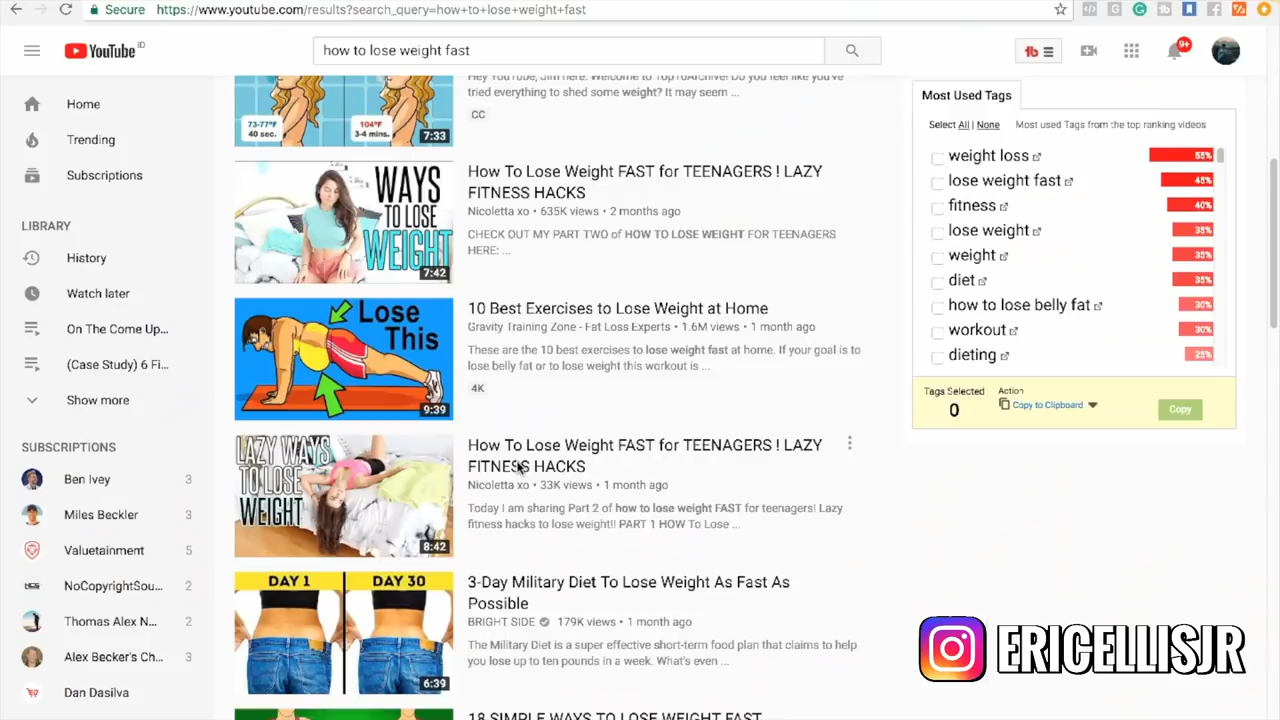 Secure https://www.youtube.com/results?search_query=how+to+lose+weight+fast
YouTube ID
how to lose weight fast
tb
9+
Home
Trending
Subscriptions
LIBRARY
History
Watch later
On The Come Up...
(Case Study) 6 Fi...
Show more
SUBSCRIPTIONS
Ben Ivey 3
Miles Beckler 3
Valuetainment 5
NoCopyrightSou... 2
Thomas Alex N... 2
Alex Becker's Ch... 3
Dan Dasilva
73-77°F
40 sec.
104°F
3-4 mins.
7:33
Hey YouTube, Jim here. Welcome to Top10Archive! Do you feel like you've
tried everything to shed some weight? It may seem ...
CC
WAYS
TO LOSE
WEIGHT
7:42
How To Lose Weight FAST for TEENAGERS ! LAZY
FITNESS HACKS
Nicoletta xo • 635K views • 2 months ago
CHECK OUT MY PART TWO of HOW TO LOSE WEIGHT FOR TEENAGERS
HERE: ...
Lose
This
9:39
10 Best Exercises to Lose Weight at Home
Gravity Training Zone - Fat Loss Experts • 1.6M views • 1 month ago
These are the 10 best exercises to lose weight fast at home. If your goal is to
lose belly fat or to lose weight this workout is ...
4K
LAZY WAYS
TO LOSE
WEIGHT
8:42
How To Lose Weight FAST for TEENAGERS ! LAZY
FITNESS HACKS
Nicoletta xo • 33K views • 1 month ago
Today I am sharing Part 2 of how to lose weight FAST for teenagers! Lazy
fitness hacks to lose weight!! PART 1 HOW To Lose ...
DAY 1
DAY 30
6:39
3-Day Military Diet To Lose Weight As Fast As
Possible
BRIGHT SIDE 179K views • 1 month ago
The Military Diet is a super effective short-term food plan that claims to help
you lose up to ten pounds in a week. What's even ...
18 SIMPLE WAYS TO LOSE WEIGHT FAST
Most Used Tags
Select All | None Most used Tags from the top ranking videos
weight loss 55%
lose weight fast 45%
fitness 40%
lose weight 35%
weight 35%
diet 35%
how to lose belly fat 30%
workout 30%
dieting 25%
Tags Selected
0
Action
Copy to Clipboard
Copy
ERICELLISJR